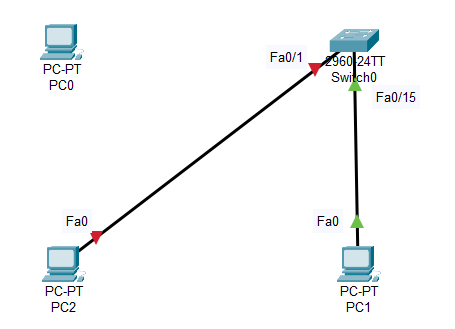 Fa0/1
2960-24TT
Switch0
PC-PT
PC0
Fa0/15
Fa0
Fa0
PC-PT
PC2
PC-PT
PC1